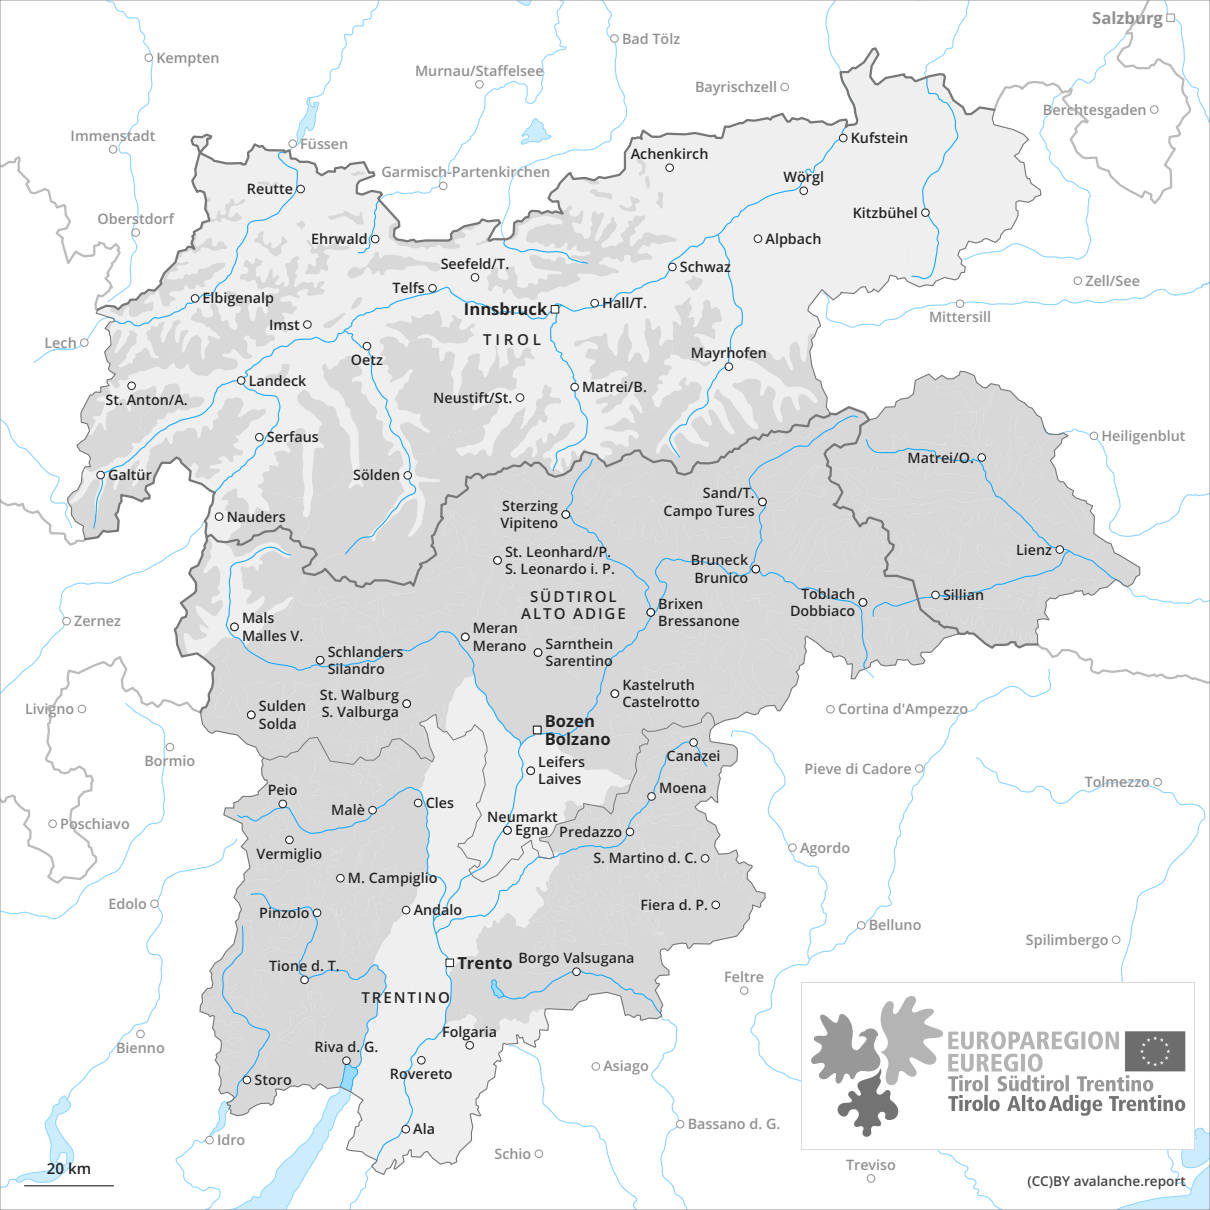 Salzburg
Bad Tölz
Kempten
Murnau/Staffelsee
Bayrischzell
Berchtesgaden
Immenstadt
Füssen
Kufstein
Achenkirch
Garmisch-Partenkirchen
Wörgl
Reutte
Oberstdorf
Kitzbühel
Ehrwald
Alpbach
Seefeld/T.
Schwaz
Zell/See
Telfs
Elbigenalp
Hall/T.
Innsbruck
Mittersill
Imst
TIROL
Lech
Mayrhofen
Oetz
Landeck
Matrei/B.
St. Anton/A.
Neustift/St.
Serfaus
Heiligenblut
Matrei/O.
Galtür
Sölden
Sand/T.
Campo Tures
Sterzing
Vipiteno
Nauders
Lienz
St. Leonhard/P.
S. Leonardo i. P.
Bruneck
Brunico
Toblach
Dobbiaco
Sillian
SÜDTIROL
ALTO ADIGE
Brixen
Bressanone
Zernez
Mals
Malles V.
Meran
Merano
Sarnthein
Sarentino
Schlanders
Silandro
Kastelruth
Castelrotto
St. Walburg
S. Valburga
Sulden
Solda
Livigno
Cortina d'Ampezzo
Bozen
Bolzano
Bormio
Canazei
Leifers
Laives
Pieve di Cadore
Tolmezzo
Peio
Moena
Malè
Cles
Neumarkt
Egna
Poschiavo
Predazzo
Vermiglio
Agordo
S. Martino d. C.
M. Campiglio
Edolo
Pinzolo
Andalo
Fiera d. P.
Belluno
Spilimbergo
Trento
Borgo Valsugana
Tione d. T.
Feltre
TRENTINO
Folgaria
Bienno
Riva d. G.
EUROPAREGION
EUREGIO
Tirol Südtirol Trentino
Tirolo Alto Adige Trentino
Asiago
Rovereto
Storo
Ala
Bassano d. G.
Idro
Schio
Treviso
20 km
(CC)BY avalanche.report